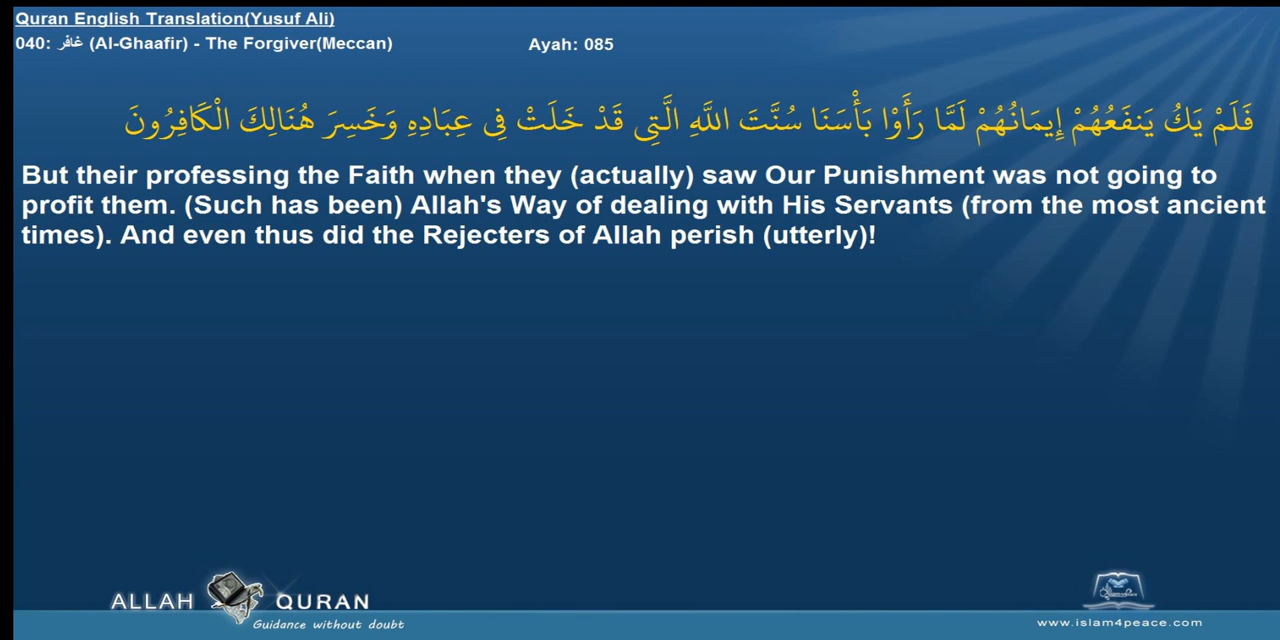 Quran English Translation(Yusuf Ali)
040: غافر (Al-Ghaafir) - The Forgiver(Meccan) Ayah: 085
فَلَمْ يَكُ يَنفَعُهُمْ إِيمَانُهُمْ لَمَّا رَأَوْا بَأْسَنَا سُنَّتَ اللَّهِ الَّتِي قَدْ خَلَتْ فِي عِبَادِهِ وَخَسِرَ هُنَالِكَ الْكَافِرُونَ
But their professing the Faith when they (actually) saw Our Punishment was not going to
profit them. (Such has been) Allah's Way of dealing with His Servants (from the most ancient
times). And even thus did the Rejecters of Allah perish (utterly)!
ALLAH QURAN
Guidance without doubt
www.islam4peace.com